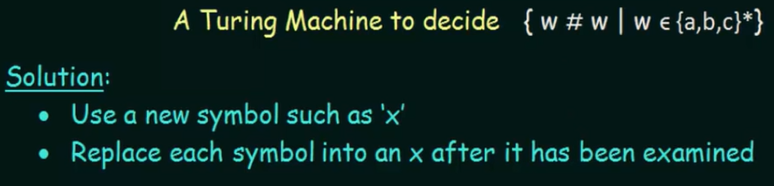 A Turing Machine to decide { w # w | w ϵ {a,b,c}*}
Solution:
• Use a new symbol such as 'x'
• Replace each symbol into an x after it has been examined